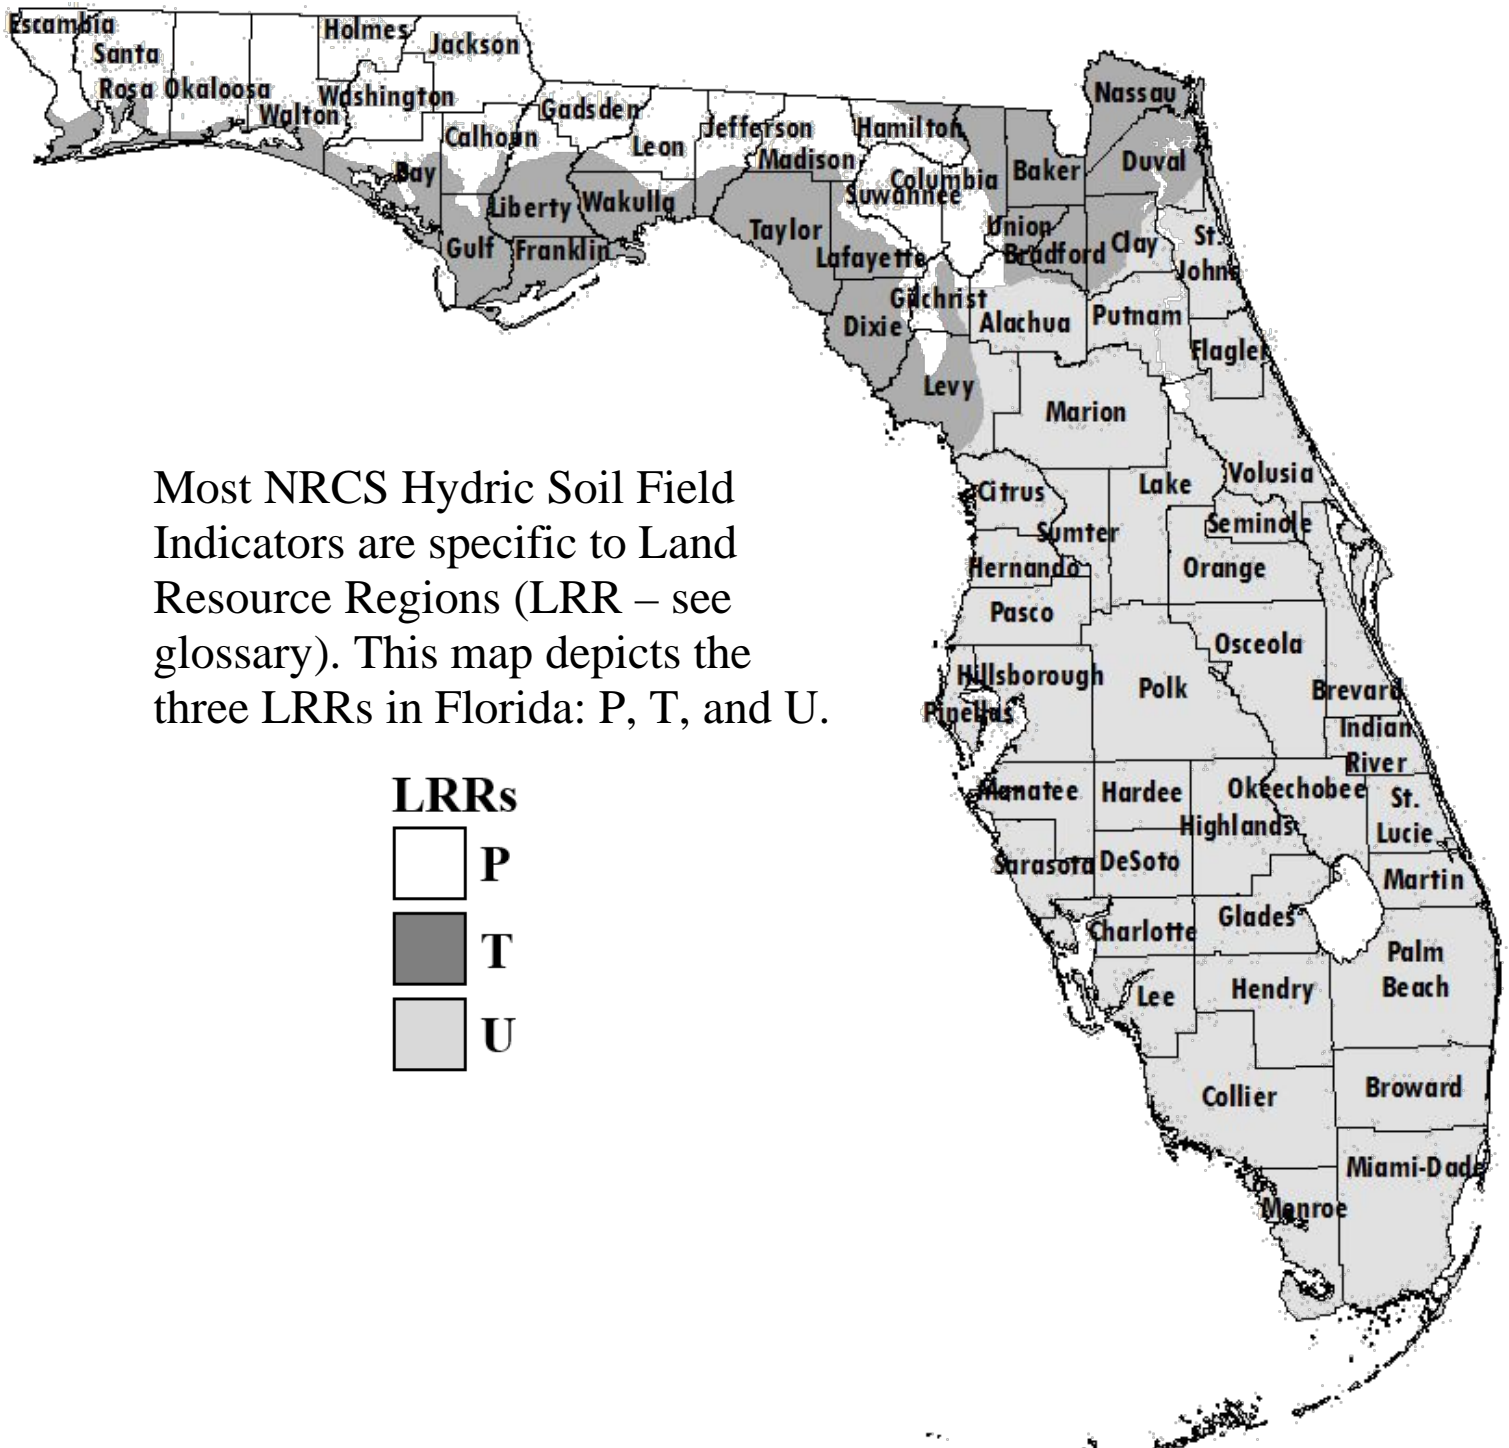 Escambia
Santa
Rosa
Okaloosa
Walton
Holmes
Washington
Jackson
Bay
Calhoun
Gulf
Gadsden
Liberty
Franklin
Leon
Wakulla
Jefferson
Madison
Taylor
Hamilton
Suwannee
Lafayette
Dixie
Columbia
Gilchrist
Levy
Baker
Union
Bradford
Alachua
Nassau
Duval
Clay
Putnam
St.
Johns
Flagler
Marion
Volusia
Most NRCS Hydric Soil Field
Indicators are specific to Land
Resource Regions (LRR – see
glossary). This map depicts the
three LRRs in Florida: P, T, and U.
LRRs
P
T
U
Citrus
Sumter
Lake
Seminole
Hernando
Orange
Pasco
Osceola
Hillsborough
Polk
Brevard
Pinellas
Indian
River
Manatee
Hardee
Okeechobee
St.
Lucie
Highlands
Sarasota
DeSoto
Martin
Charlotte
Glades
Palm
Beach
Lee
Hendry
Collier
Broward
Miami-Dade
Monroe